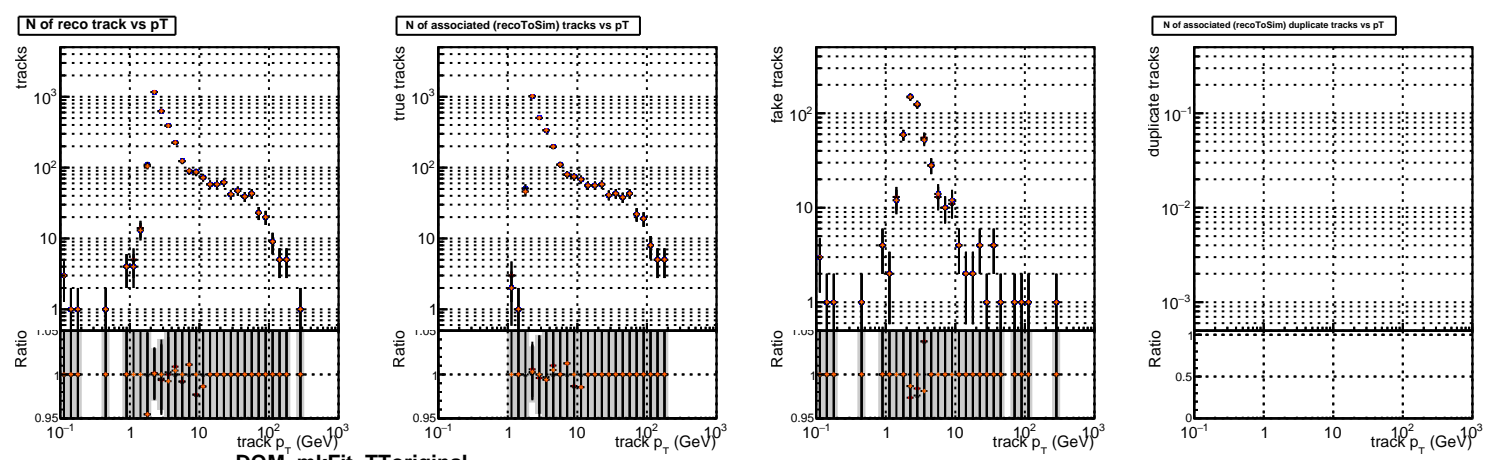 N of reco track vs pT
N of associated (recoToSim) tracks vs pT
N of associated (recoToSim) duplicate tracks vs pT
tracks
10³
10²
10
1
Ratio
1.05
1
0.95
10⁻¹ 1 10 10² 10³
track p_T (GeV)
true tracks
10³
10²
10
1
Ratio
1.05
1
0.95
10⁻¹ 1 10 10² 10³
track p_T (GeV)
fake tracks
10²
10
1
Ratio
1.05
1
0.95
10⁻¹ 1 10 10² 10³
track p_T (GeV)
duplicate tracks
10⁻¹
10⁻²
10⁻³
Ratio
1
0.5
0
10⁻¹ 1 10 10² 10³
track p_T (GeV)